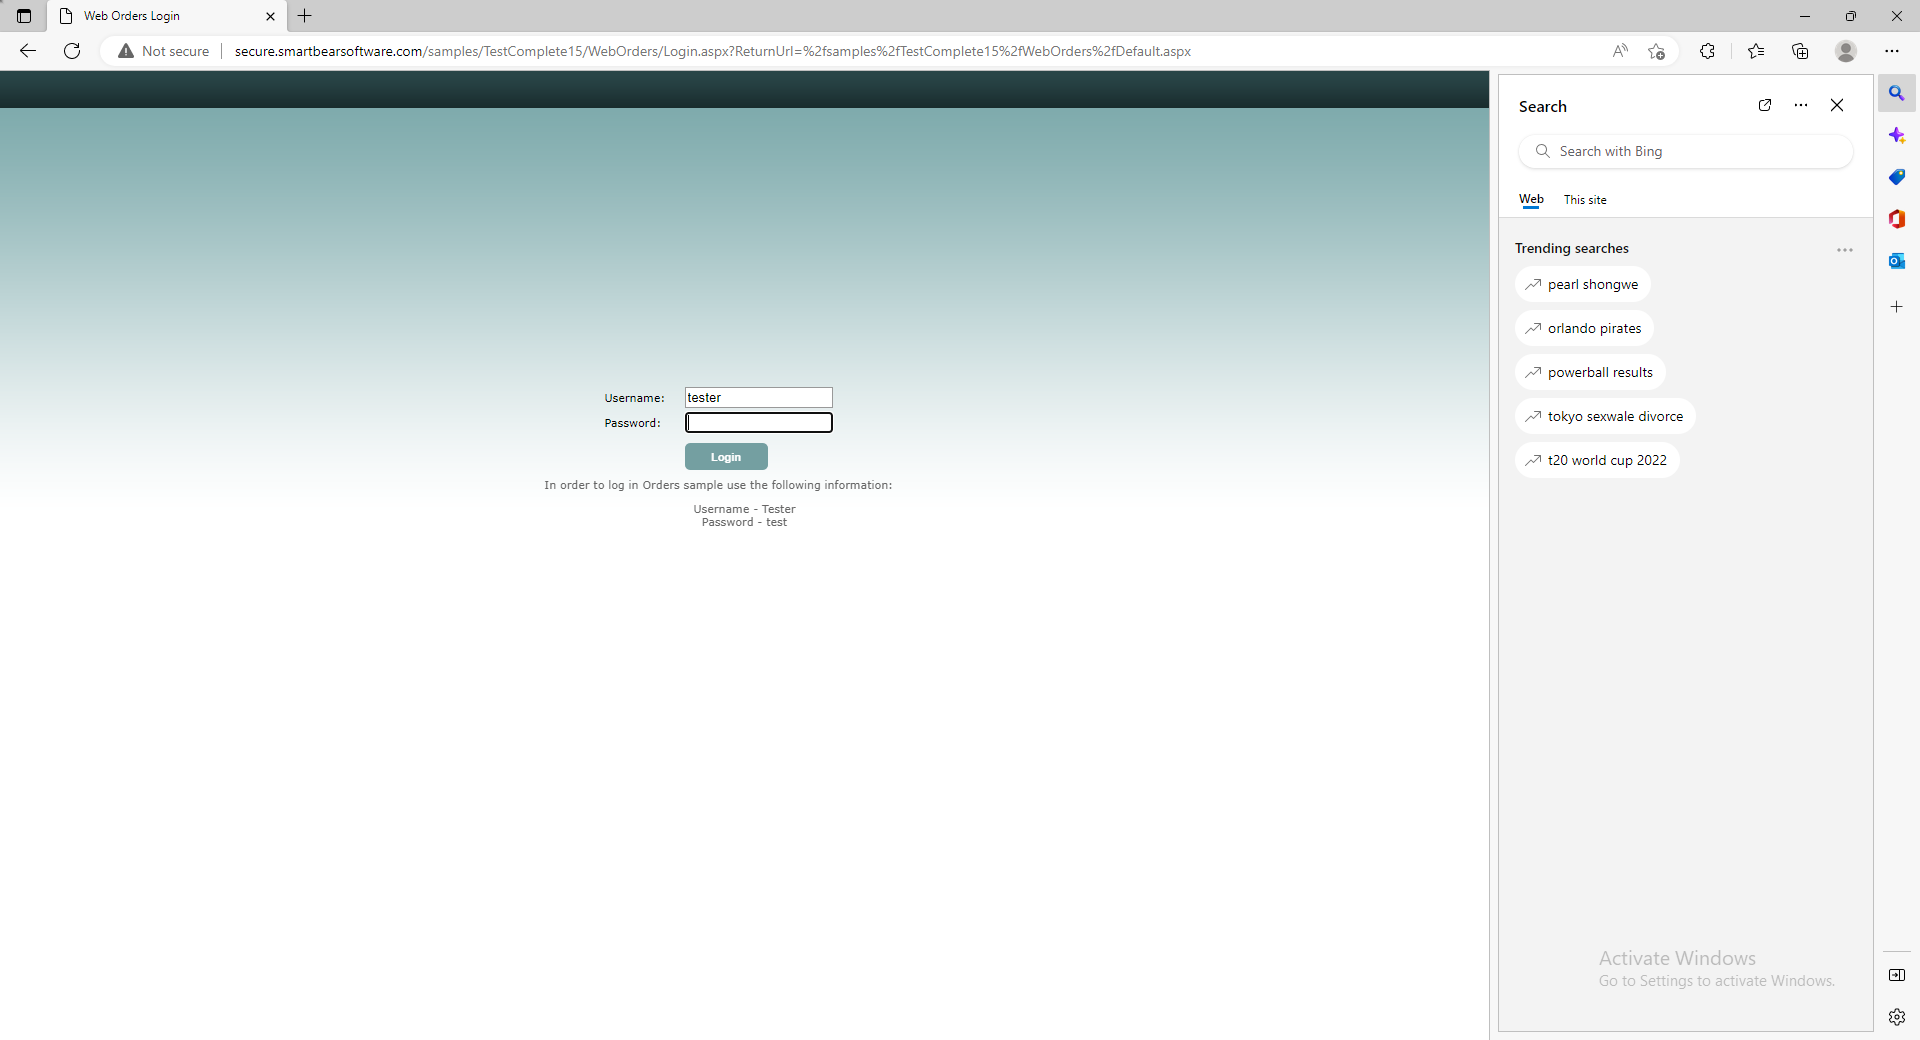 Web Orders Login
Not secure
secure.smartbearsoftware.com/samples/TestComplete15/WebOrders/Login.aspx?ReturnUrl=%2fsamples%2fTestComplete15%2fWebOrders%2fDefault.aspx
Username: tester
Password:
Login
In order to log in Orders sample use the following information:
Username - Tester
Password - test
Search
Search with Bing
Web This site
Trending searches
pearl shongwe
orlando pirates
powerball results
tokyo sexwale divorce
t20 world cup 2022
Activate Windows
Go to Settings to activate Windows.